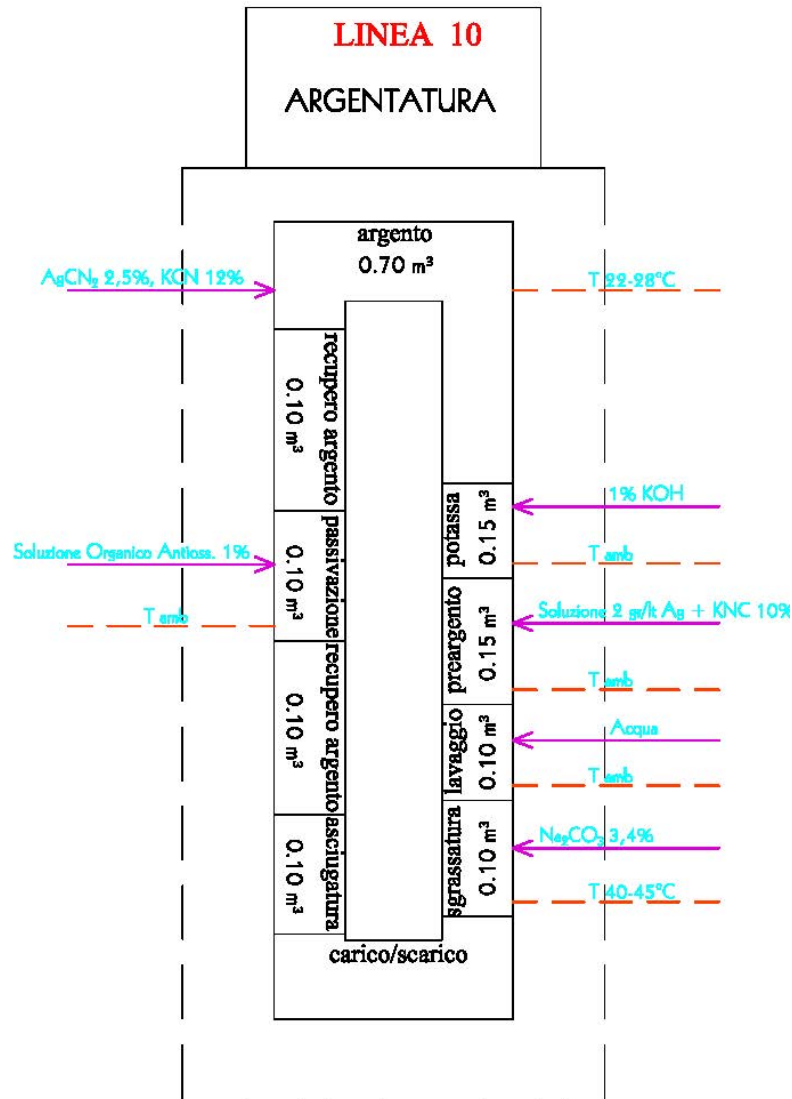 LINEA 10
ARGENTATURA
argento
0.70 m³
AgCN₂ 2,5%, KCN 12%
T 22-28°C
recupero argento
0.10 m³
potassa
0.15 m³
1% KOH
T amb
passivazione
0.10 m³
Soluzione Organico Antioss. 1%
T amb
preargento
0.15 m³
Soluzione 2 gr/lt Ag + KNC 10%
T amb
recupero argento
0.10 m³
lavaggio
0.10 m³
Acqua
T amb
asciugatura
0.10 m³
sgrassatura
0.10 m³
Na₂CO₃ 3,4%
T 40-45°C
carico/scarico